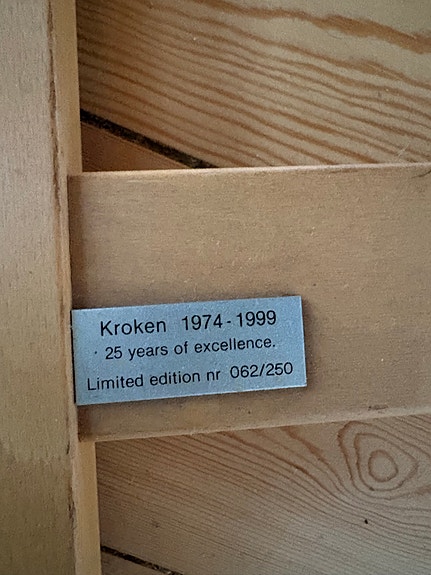 Kroken 1974-1999
25 years of excellence.
Limited edition nr 062/250